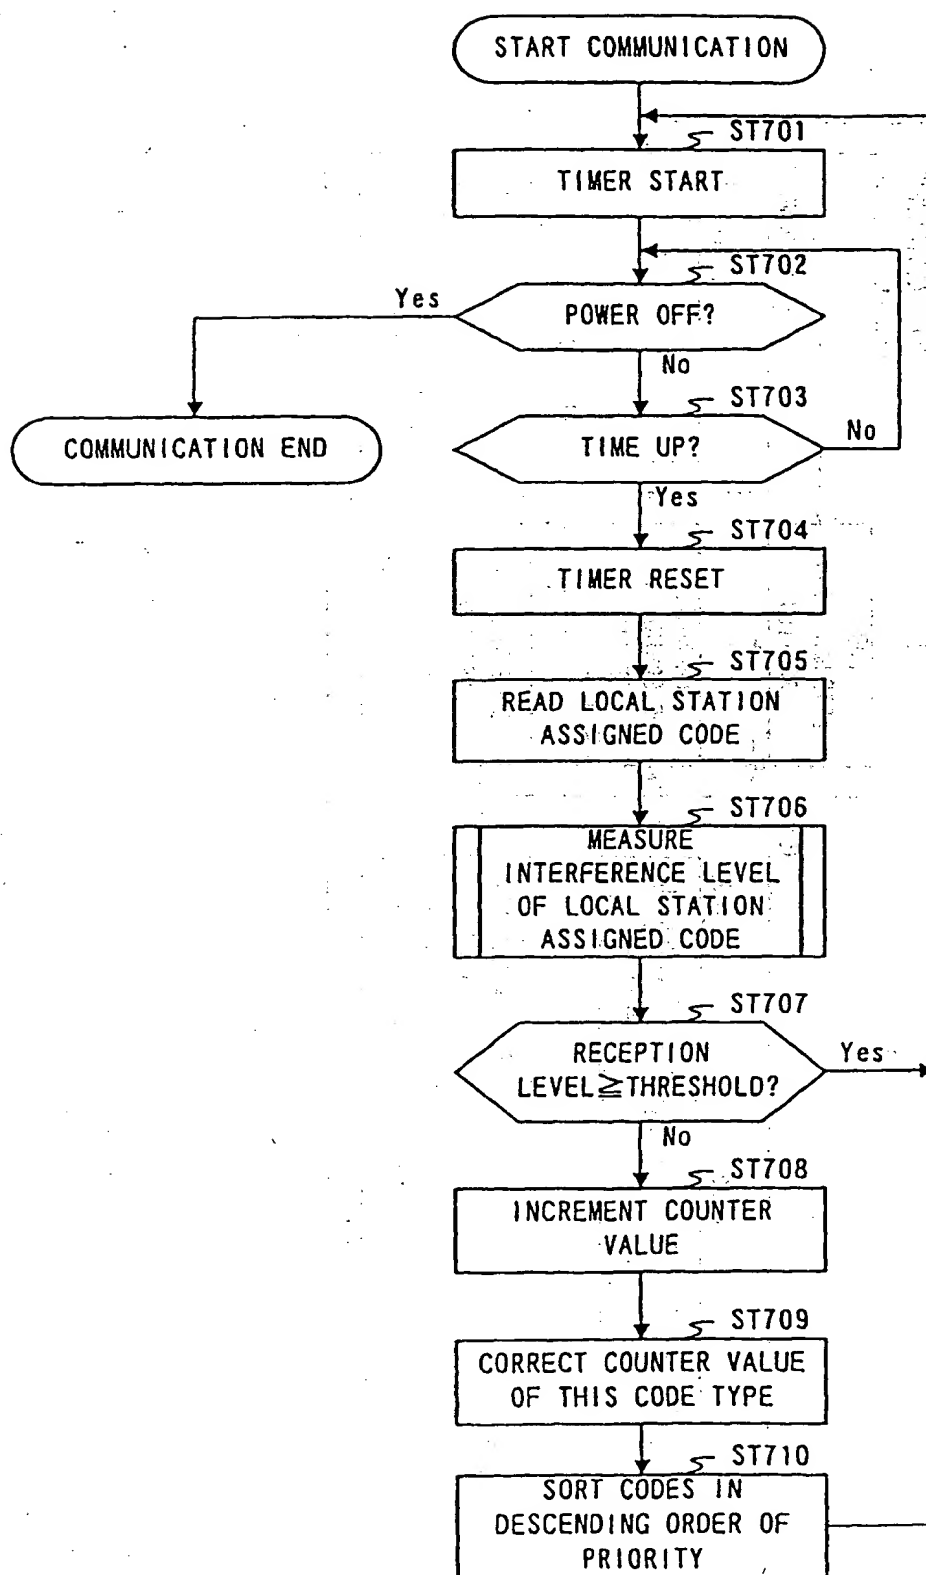 START COMMUNICATION
ST701
TIMER START
ST702
Yes
POWER OFF?
No
ST703
COMMUNICATION END
TIME UP?
No
Yes
ST704
TIMER RESET
ST705
READ LOCAL STATION
ASSIGNED CODE
ST706
MEASURE
INTERFERENCE LEVEL
OF LOCAL STATION
ASSIGNED CODE
ST707
RECEPTION
LEVEL≧THRESHOLD?
Yes
No
ST708
INCREMENT COUNTER
VALUE
ST709
CORRECT COUNTER VALUE
OF THIS CODE TYPE
ST710
SORT CODES IN
DESCENDING ORDER OF
PRIORITY